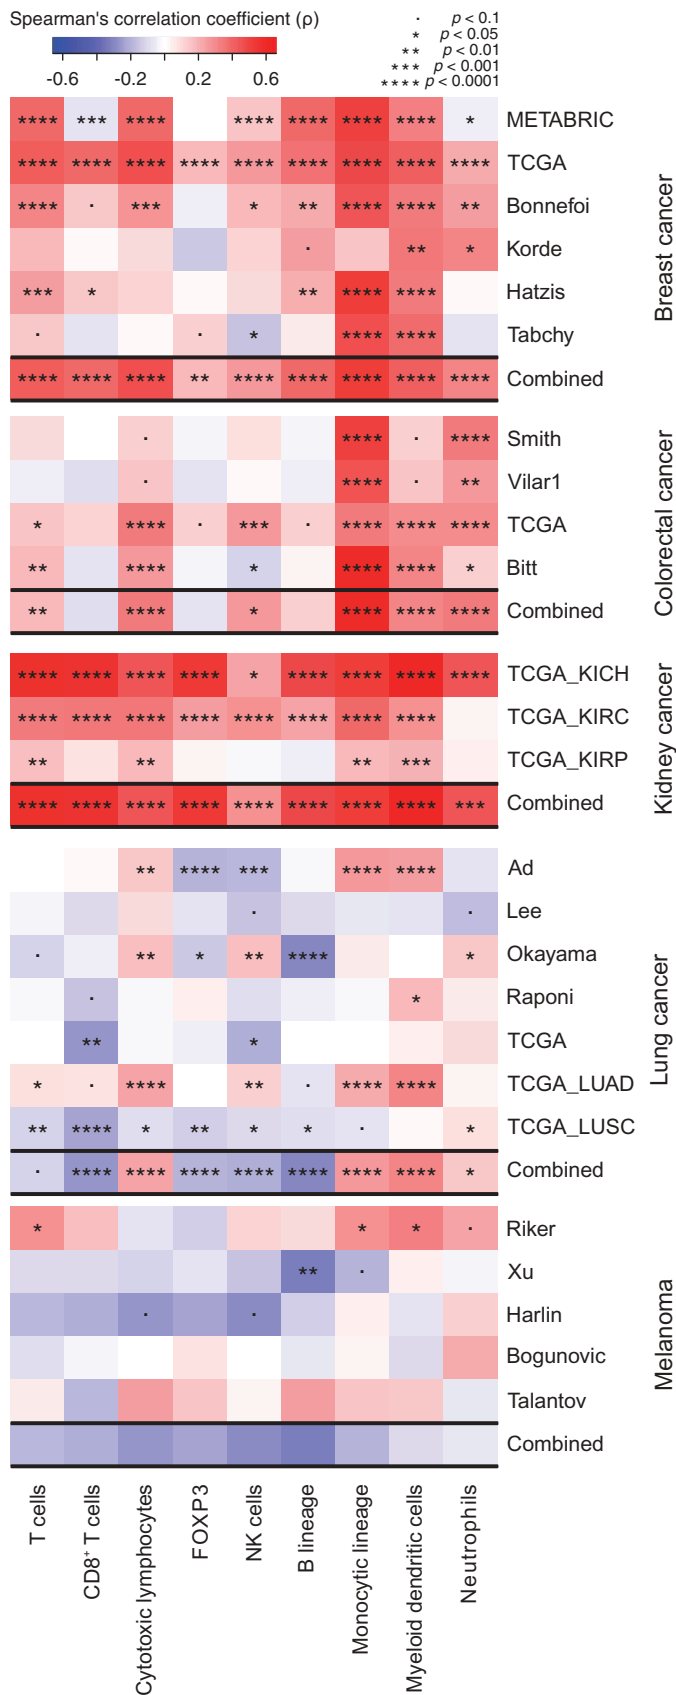 Spearman's correlation coefficient (ρ)
-0.6 -0.2 0.2 0.6
· p < 0.1
* p < 0.05
** p < 0.01
*** p < 0.001
**** p < 0.0001
**** *** **** **** **** **** **** * METABRIC
**** **** **** **** **** **** **** **** **** TCGA
**** · *** * ** **** **** ** Bonnefoi
· ** * Korde
*** * ** **** **** Hatzis
· · * **** **** Tabchy
**** **** **** ** **** **** **** **** **** Combined
Breast cancer
· **** · **** Smith
· **** · ** Vilar1
* **** · *** · **** **** **** TCGA
** **** * **** **** * Bitt
** **** * **** **** **** Combined
Colorectal cancer
**** **** **** **** * **** **** **** **** TCGA_KICH
**** **** **** **** **** **** **** **** TCGA_KIRC
** ** ** *** TCGA_KIRP
**** **** **** **** **** **** **** **** *** Combined
Kidney cancer
** **** *** **** **** Ad
· · Lee
· ** * ** **** * Okayama
· * Raponi
** * TCGA
* · **** ** · **** **** TCGA_LUAD
** **** * ** * * · * TCGA_LUSC
· **** **** **** **** **** **** **** * Combined
Lung cancer
* * * · Riker
** · Xu
· · Harlin
Bogunovic
Talantov
Combined
Melanoma
T cells
CD8+ T cells
Cytotoxic lymphocytes
FOXP3
NK cells
B lineage
Monocytic lineage
Myeloid dendritic cells
Neutrophils